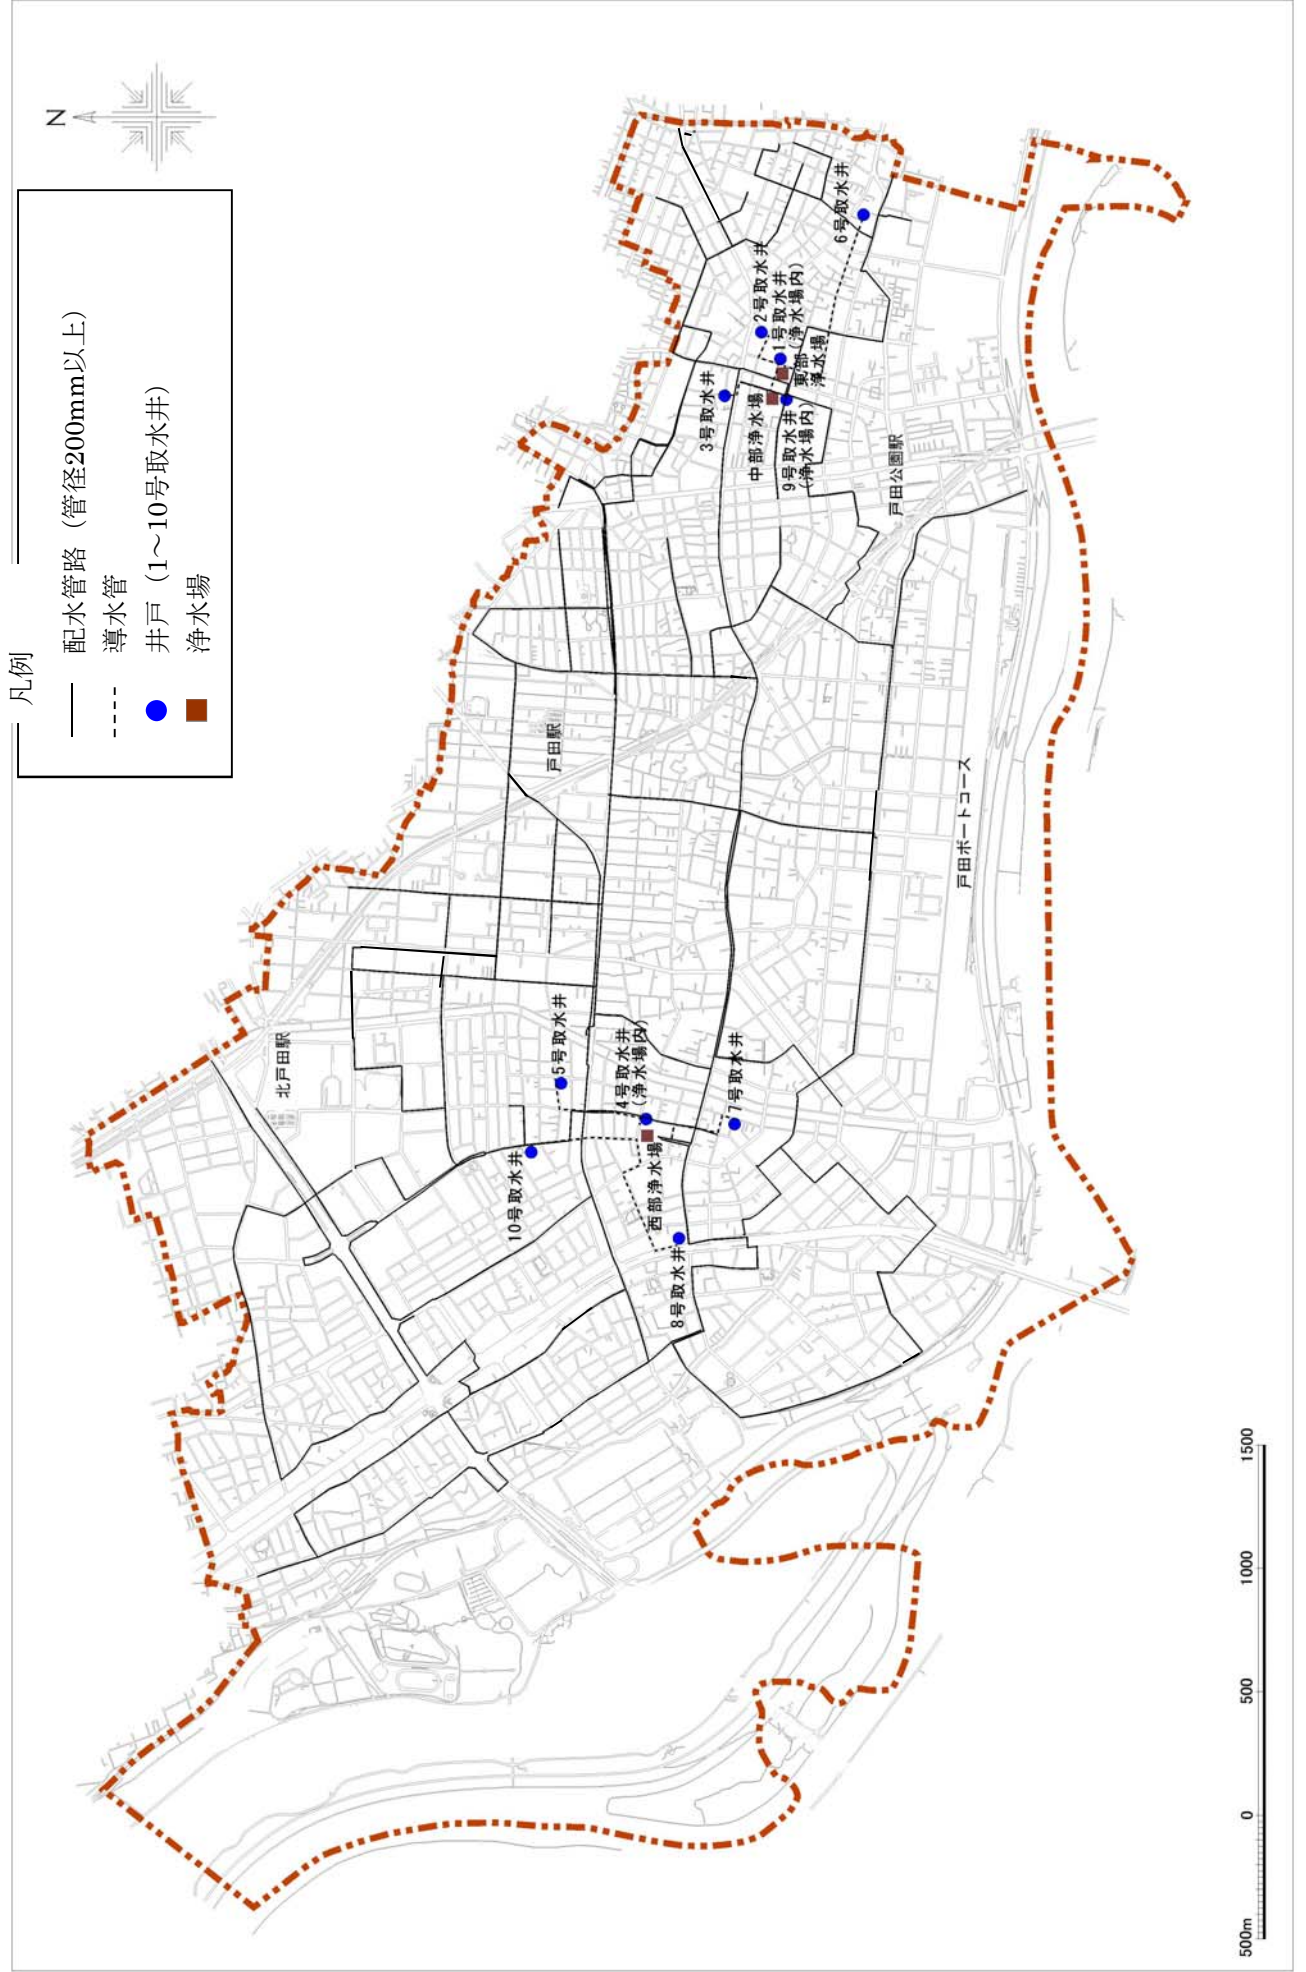 N
凡例
配水管路（管径200mm以上）
導水管
井戸（1～10号取水井）
浄水場
北戸田駅
戸田駅
戸田公園駅
戸田ボートコース
10号取水井
5号取水井
4号取水井
（浄水場内）
西部浄水場
8号取水井
7号取水井
3号取水井
中部浄水場
9号取水井
（浄水場内）
2号取水井
1号取水井
（浄水場内）
東部
浄水場
6号取水井
500m 0 500 1000 1500